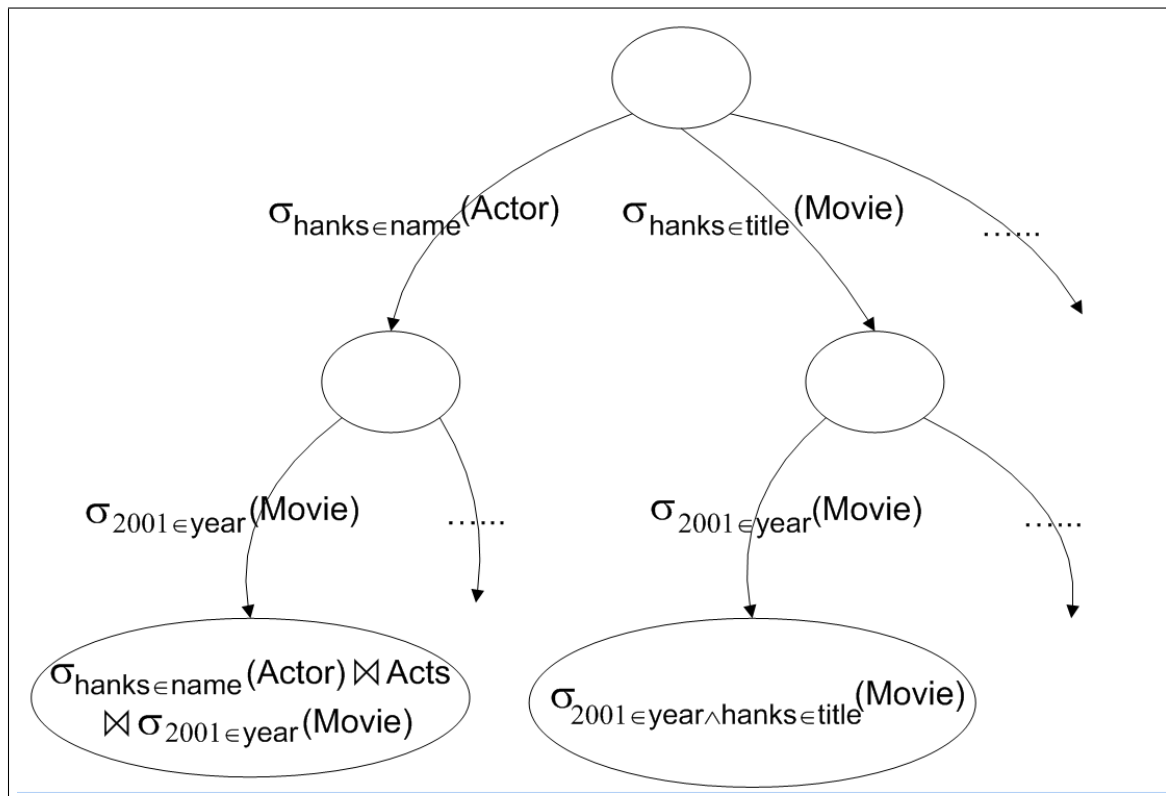 σhanks∈name(Actor)
σhanks∈title(Movie)
......
σ2001∈year(Movie)
......
σ2001∈year(Movie)
......
σhanks∈name(Actor)⋈Acts
⋈σ2001∈year(Movie)
σ2001∈year∧hanks∈title(Movie)